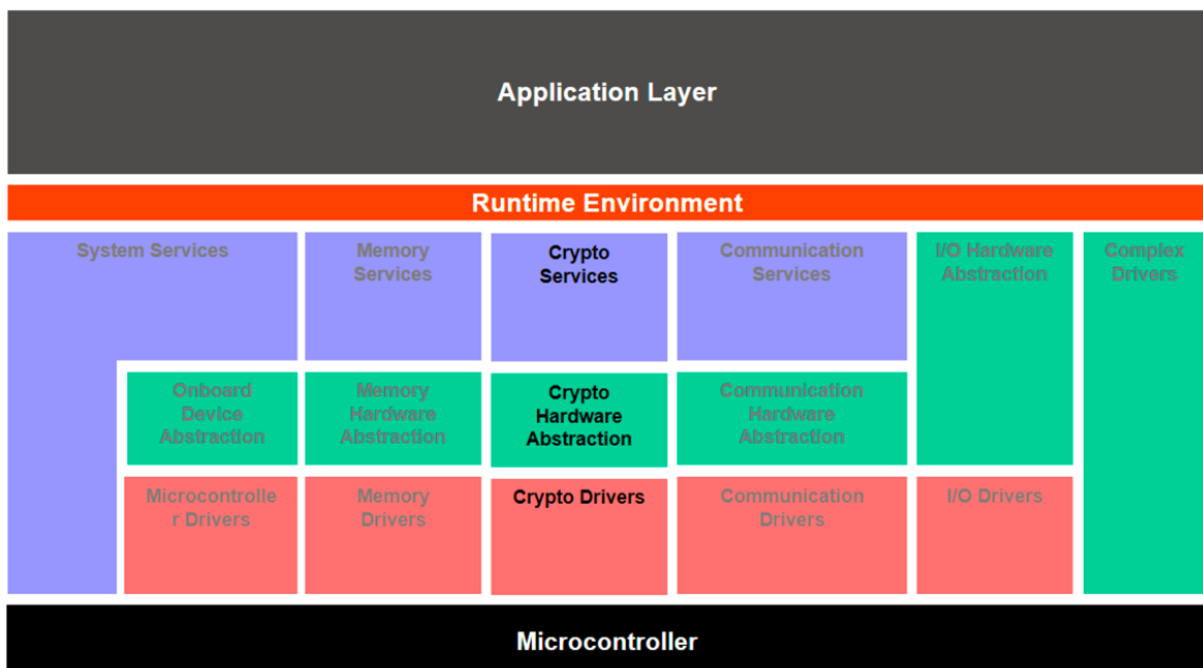 Application Layer
Runtime Environment
System Services
Memory
Services
Crypto
Services
Communication
Services
I/O Hardware
Abstraction
Complex
Drivers
Onboard
Device
Abstraction
Memory
Hardware
Abstraction
Crypto
Hardware
Abstraction
Communication
Hardware
Abstraction
Microcontrolle
r Drivers
Memory
Drivers
Crypto Drivers
Communication
Drivers
I/O Drivers
Microcontroller